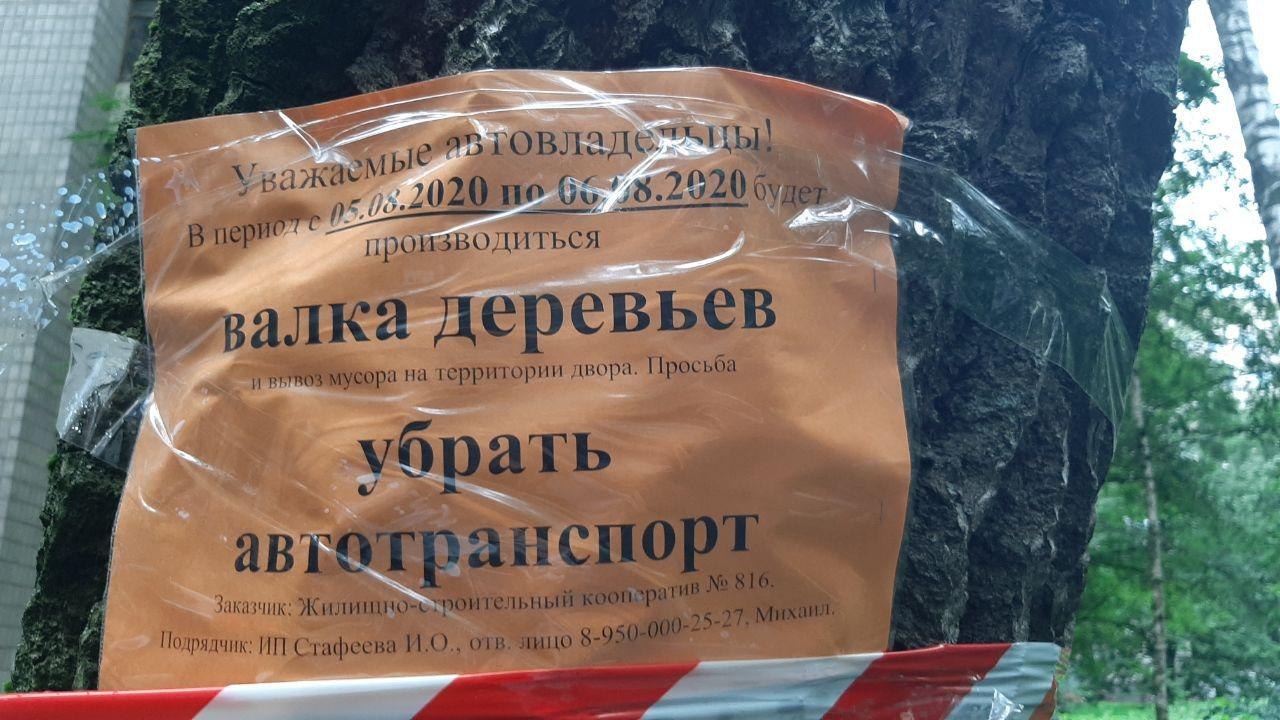 Уважаемые автовладельцы!
В период с 05.08.2020 по 06.08.2020 будет
производиться
валка деревьев
и вывоз мусора на территории двора. Просьба
убрать
автотранспорт
Заказчик: Жилищно-строительный кооператив № 816.
Подрядчик: ИП Стафеева И.О., отв. лицо 8-950-000-25-27, Михаил.